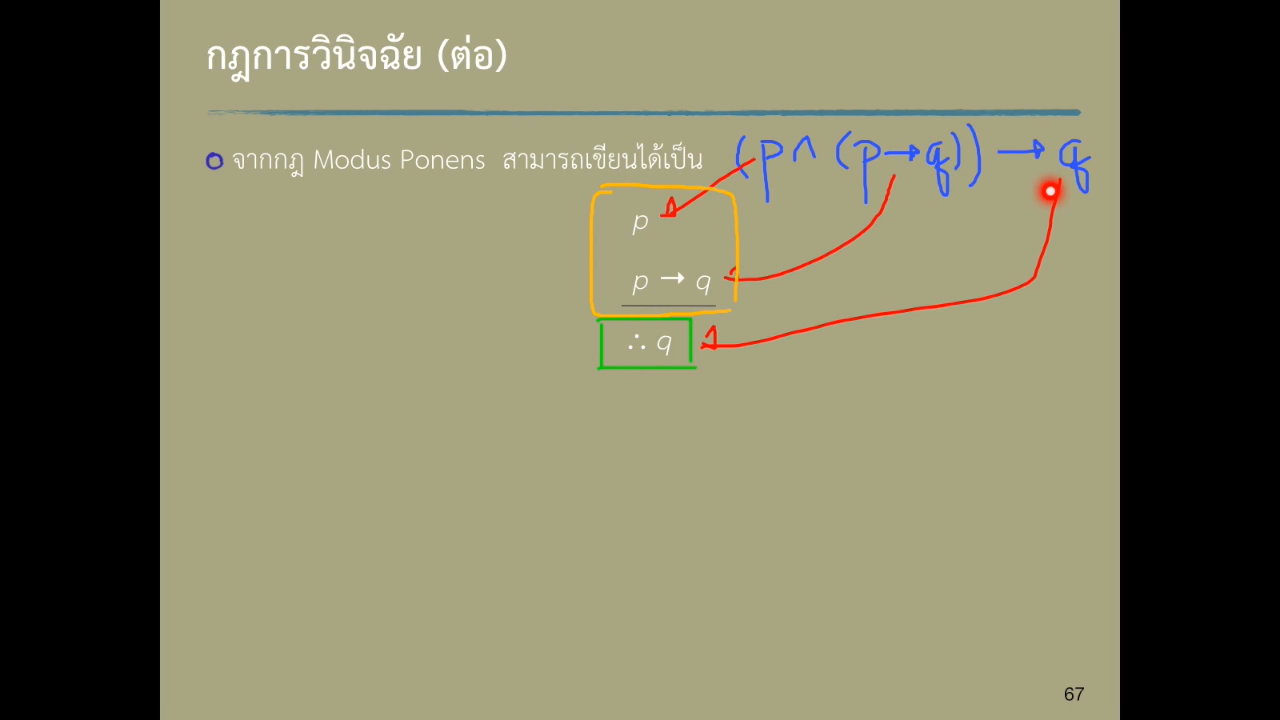 กฎการวินิจฉัย (ต่อ)
จากกฎ Modus Ponens สามารถเขียนได้เป็น (p ∧ (p → q)) → q
p
p → q
∴ q
67